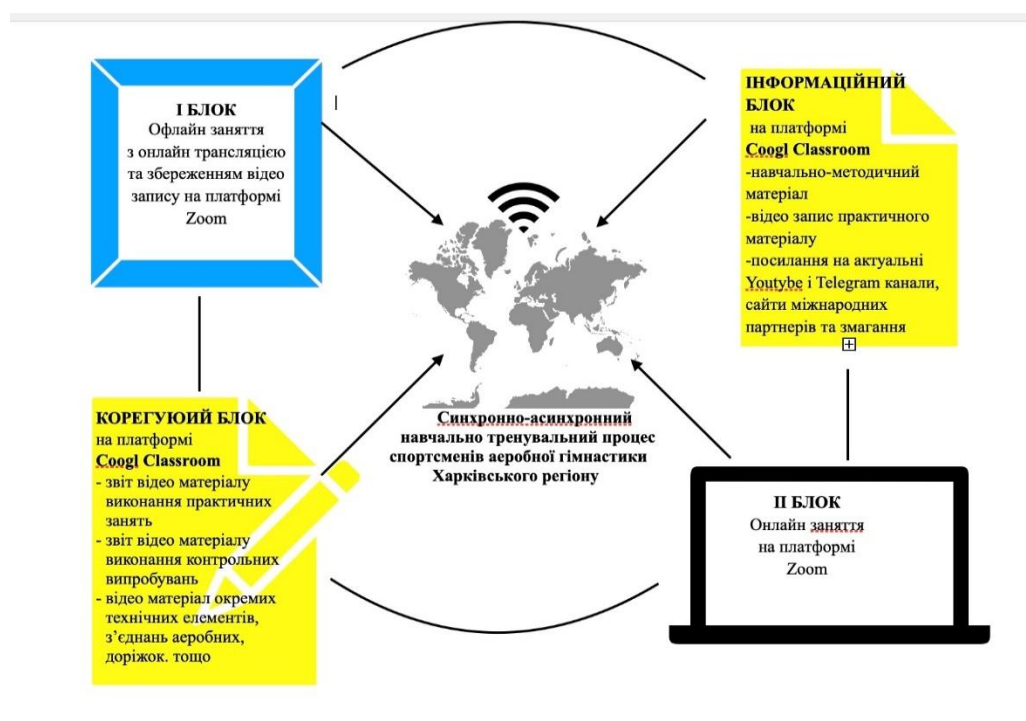 І БЛОК
Офлайн заняття
з онлайн трансляцією
та збереженням відео
запису на платформі
Zoom
ІНФОРМАЦІЙНИЙ
БЛОК
на платформі
Coogl Classroom
-навчально-методичний
матеріал
-відео запис практичного
матеріалу
-посилання на актуальні
Youtybe і Telegram канали,
сайти міжнародних
партнерів та змагання
Синхронно-асинхронний
навчально тренувальний процес
спортсменів аеробної гімнастики
Харківського регіону
КОРЕГУЮИЙ БЛОК
на платформі
Coogl Classroom
- звіт відео матеріалу
виконання практичних
занять
- звіт відео матеріалу
виконання контрольних
випробувань
- відео матеріал окремих
технічних елементів,
з’єднань аеробних,
доріжок. тощо
ІІ БЛОК
Онлайн заняття
на платформі
Zoom